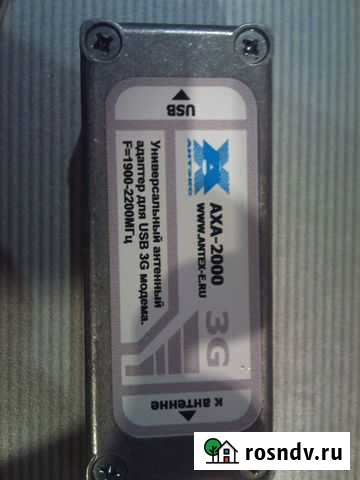 USB
АНТЭКС
AXA-2000
WWW.ANTEX-E.RU
Универсальный антенный
адаптер для USB 3G модема.
F=1900-2200МГц
3G
к антенне
rosndv.ru